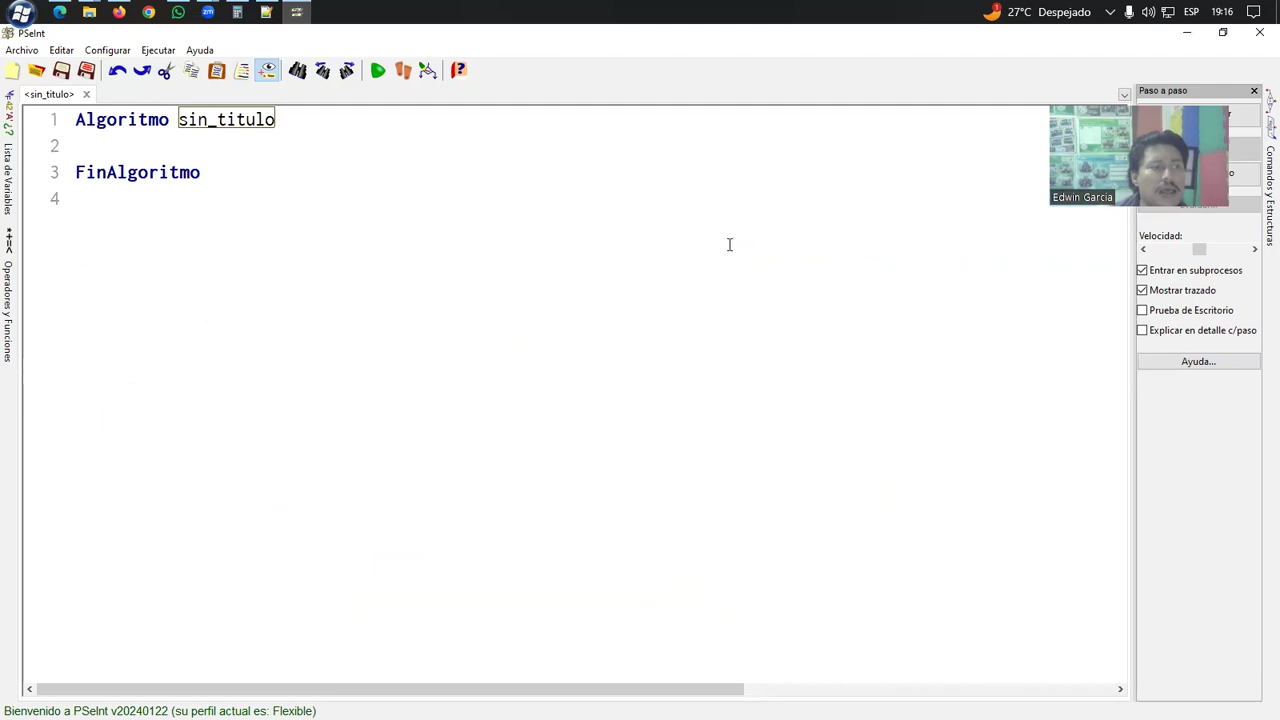 27°C Despejado
ESP
19:16
PSeInt
Archivo Editar Configurar Ejecutar Ayuda
<sin_titulo>
Paso a paso
1 Algoritmo sin_titulo
2
3 FinAlgoritmo
4
Edwin Garcia
Velocidad:
Entrar en subprocesos
Mostrar trazado
Prueba de Escritorio
Explicar en detalle c/paso
Ayuda...
Lista de Variables
Operadores y Funciones
Comandos y Estructuras
Bienvenido a PSeInt v20240122 (su perfil actual es: Flexible)